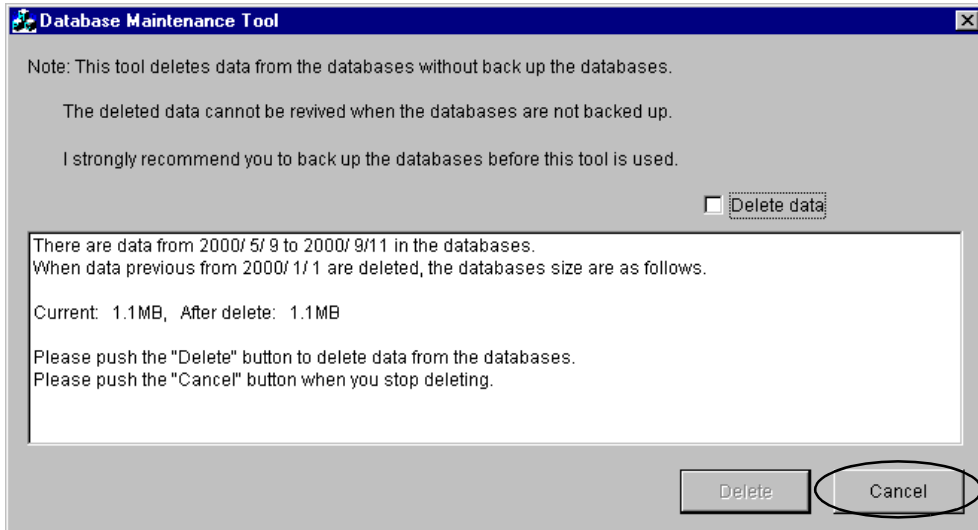 Database Maintenance Tool
Note: This tool deletes data from the databases without back up the databases.
The deleted data cannot be revived when the databases are not backed up.
I strongly recommend you to back up the databases before this tool is used.
Delete data
There are data from 2000/ 5/ 9 to 2000/ 9/11 in the databases.
When data previous from 2000/ 1/ 1 are deleted, the databases size are as follows.
Current:  1.1MB,  After delete:  1.1MB
Please push the "Delete" button to delete data from the databases.
Please push the "Cancel" button when you stop deleting.
Delete Cancel